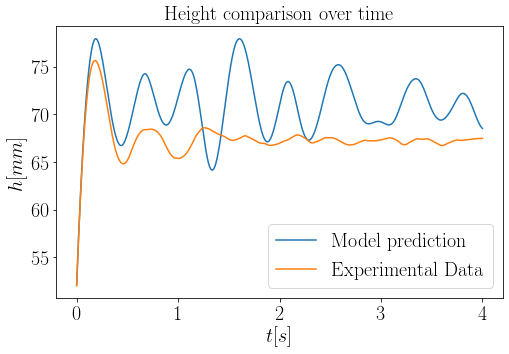 Height comparison over time
h[mm]
75
70
65
60
55
0 1 2 3 4
t[s]
Model prediction
Experimental Data